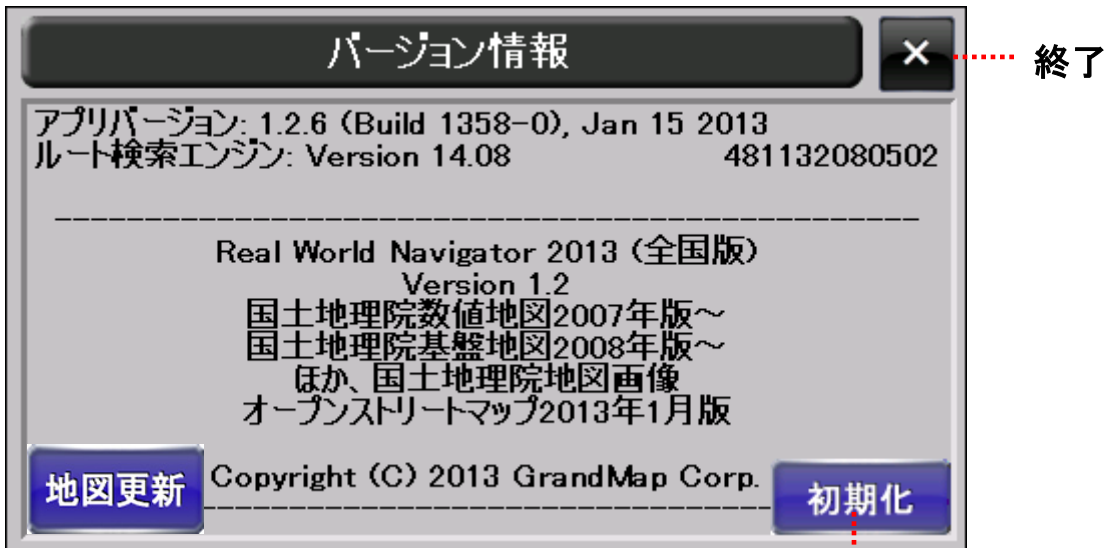 バージョン情報
×
終了
アプリバージョン: 1.2.6 (Build 1358-0), Jan 15 2013
ルート検索エンジン: Version 14.08 481132080502
Real World Navigator 2013 (全国版)
Version 1.2
国土地理院数値地図2007年版~
国土地理院基盤地図2008年版~
ほか、国土地理院地図画像
オープンストリートマップ2013年1月版
地図更新
Copyright (C) 2013 GrandMap Corp.
初期化